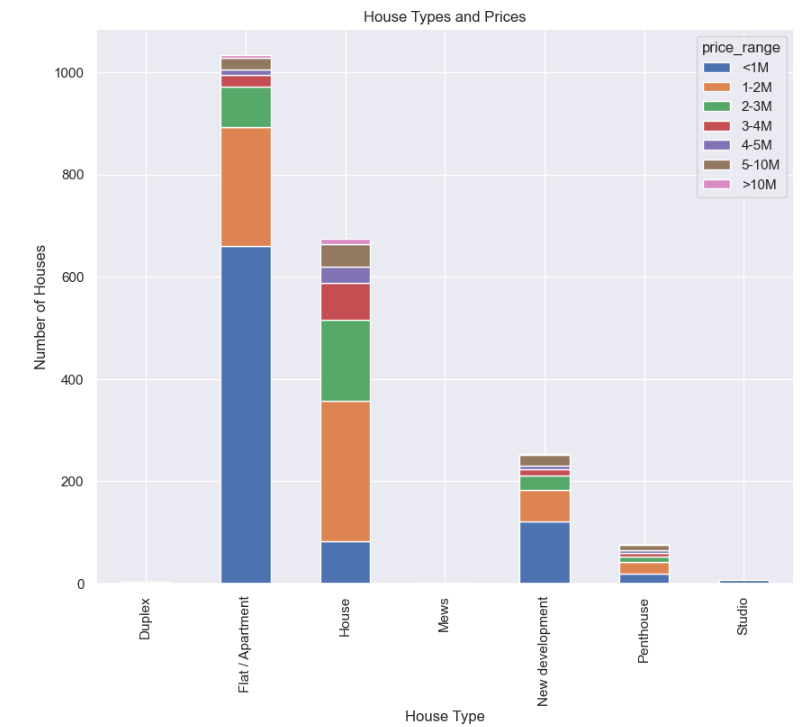 House Types and Prices
price_range
<1M
1-2M
2-3M
3-4M
4-5M
5-10M
>10M
Number of Houses
1000
800
600
400
200
0
Duplex
Flat / Apartment
House
Mews
New development
Penthouse
Studio
House Type